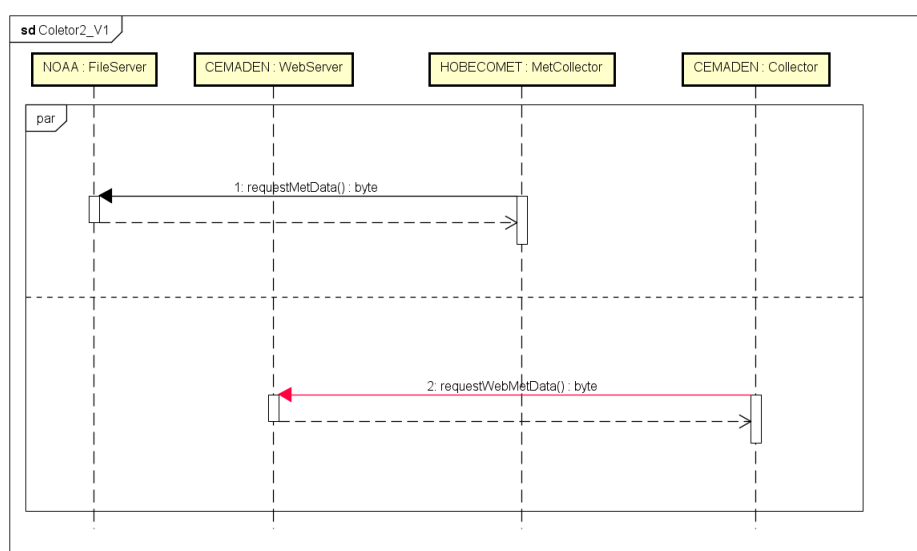 sd Coletor2_V1
NOAA : FileServer
CEMADEN : WebServer
HOBECOMET : MetCollector
CEMADEN : Collector
par
1: requestMetData() : byte
2: requestWebMetData() : byte